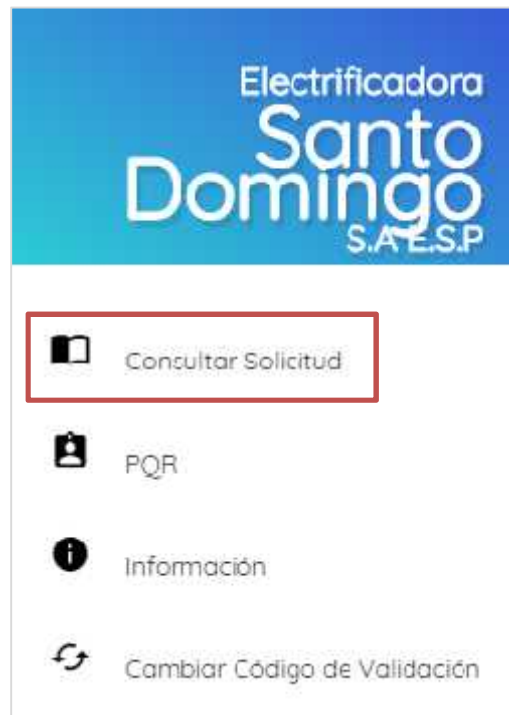 Electrificadora
Santo
Domingo
S.A E.S.P
Consultar Solicitud
PQR
Información
Cambiar Código de Validación